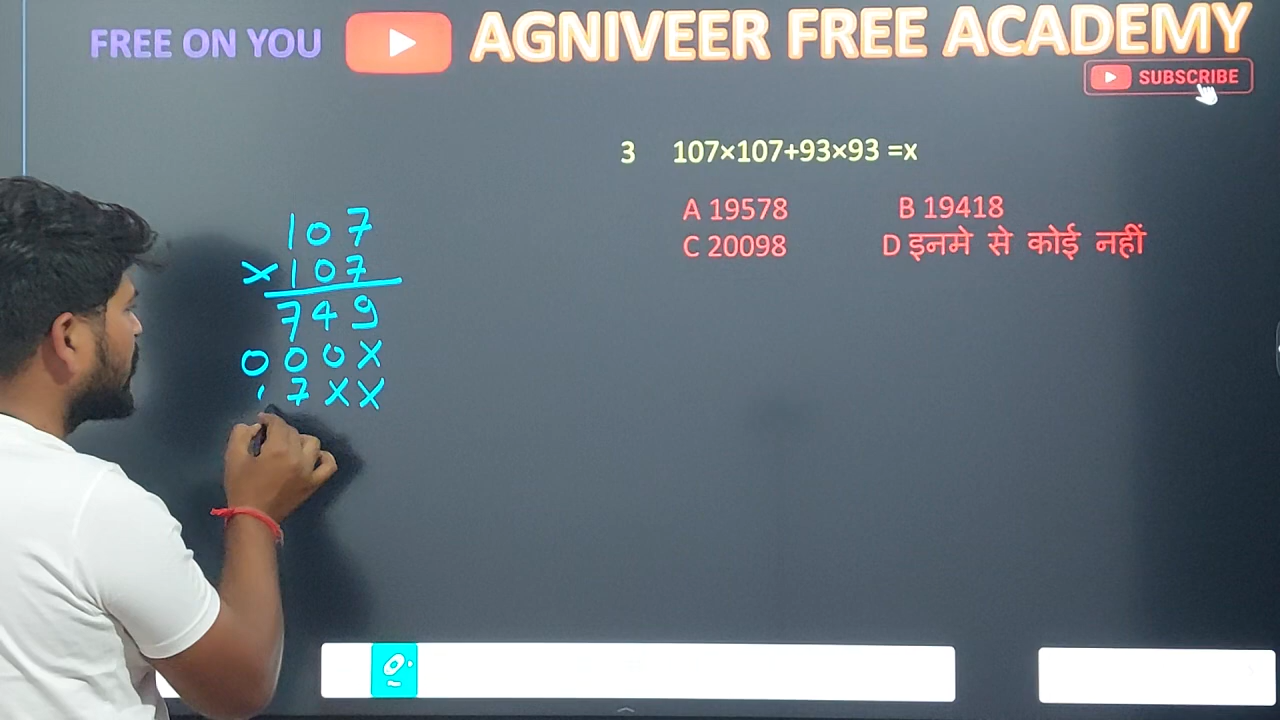 FREE ON YOU AGNIVEER FREE ACADEMY
SUBSCRIBE
3 107×107+93×93 =x
A 19578 B 19418
C 20098 D इनमे से कोई नहीं
107
×107
749
000X
7XX